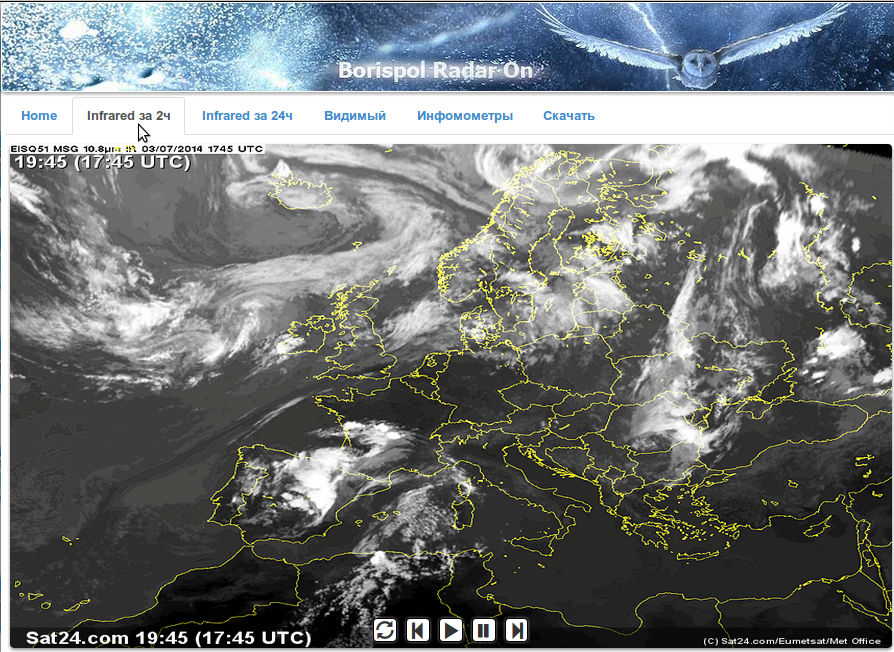 Borispol Radar On
Home Infrared за 2ч Infrared за 24ч Видимый Инфомометры Скачать
EISQ51 MSG 10.8µm IR 03/07/2014 1745 UTC
19:45 (17:45 UTC)
Sat24.com 19:45 (17:45 UTC)
(C) Sat24.com/Eumetsat/Met Office